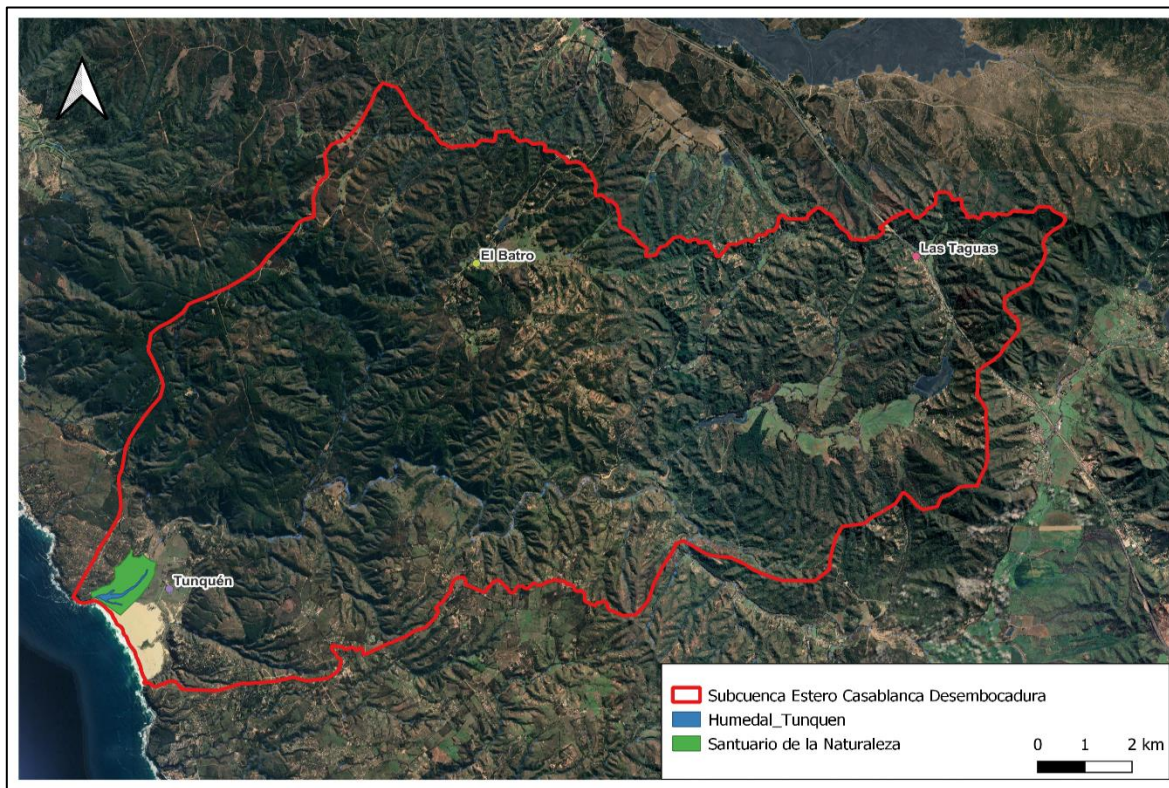 El Batro
Las Taguas
Tunquén
Subcuenca Estero Casablanca Desembocadura
Humedal_Tunquen
Santuario de la Naturaleza
0 1 2 km